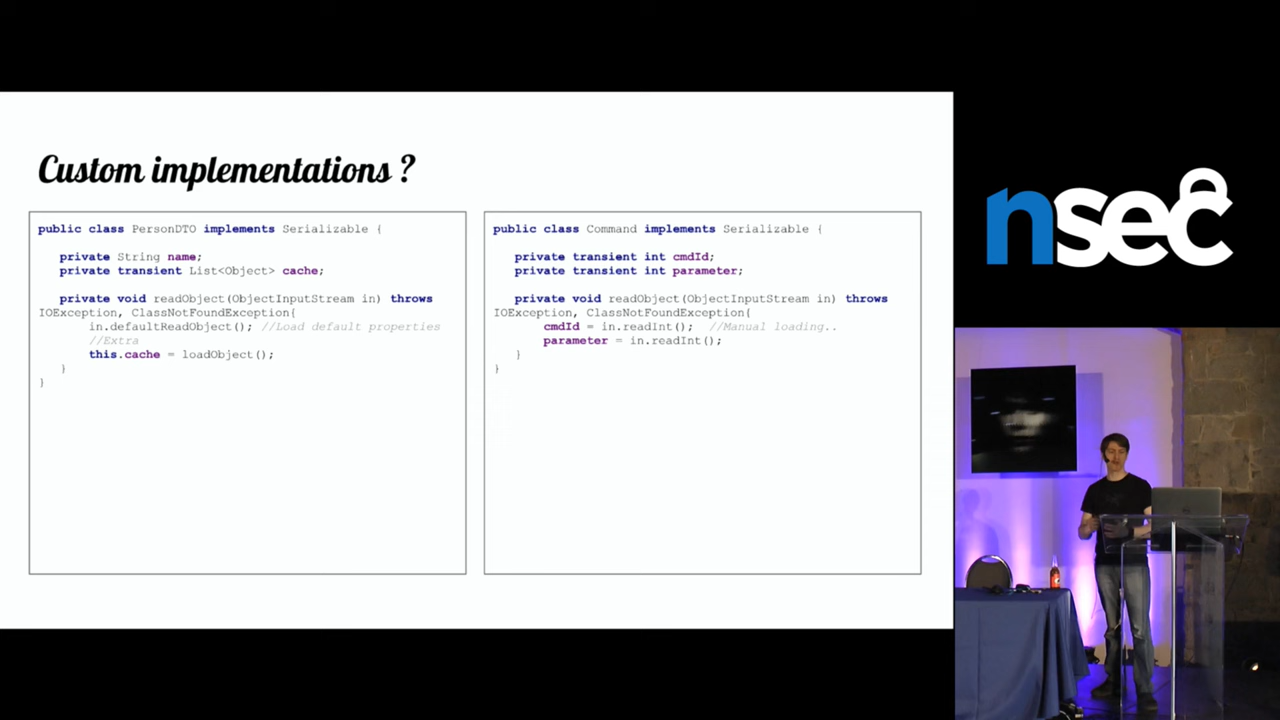 Custom implementations ?
public class PersonDTO implements Serializable {
private String name;
private transient List<Object> cache;
private void readObject(ObjectInputStream in) throws
IOException, ClassNotFoundException{
in.defaultReadObject(); //Load default properties
//Extra
this.cache = loadObject();
}
}
public class Command implements Serializable {
private transient int cmdId;
private transient int parameter;
private void readObject(ObjectInputStream in) throws
IOException, ClassNotFoundException{
cmdId = in.readInt(); //Manual loading..
parameter = in.readInt();
}
}
nsec